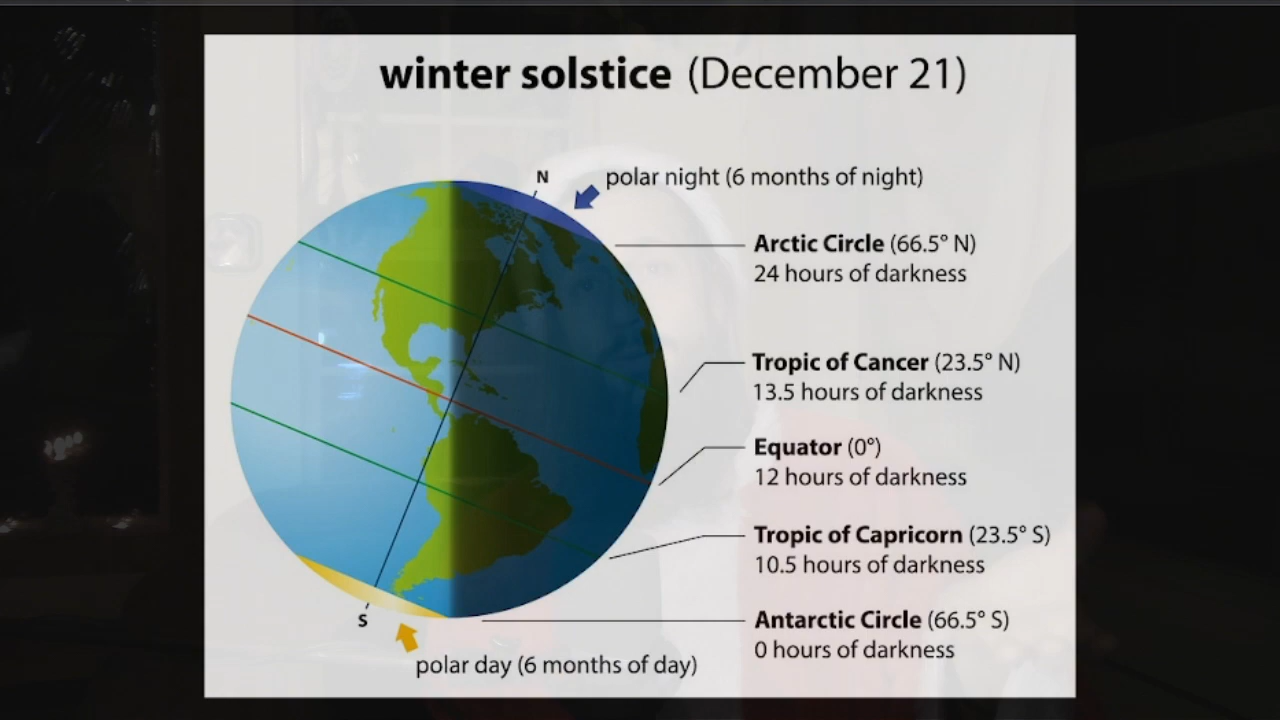 winter solstice (December 21)
N
polar night (6 months of night)
Arctic Circle (66.5° N)
24 hours of darkness
Tropic of Cancer (23.5° N)
13.5 hours of darkness
Equator (0°)
12 hours of darkness
Tropic of Capricorn (23.5° S)
10.5 hours of darkness
Antarctic Circle (66.5° S)
0 hours of darkness
S
polar day (6 months of day)